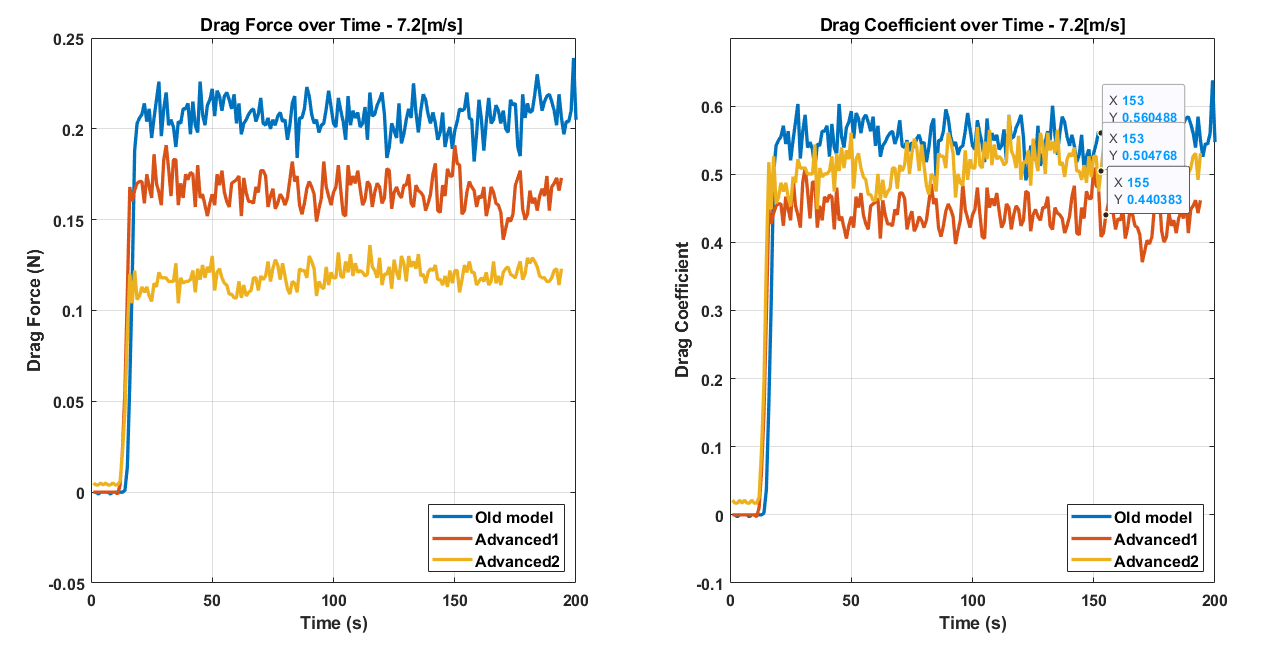 Drag Force over Time - 7.2[m/s]
0.25
0.2
0.15
0.1
0.05
0
-0.05
Drag Force (N)
0
50
100
150
200
Time (s)
Old model
Advanced1
Advanced2
Drag Coefficient over Time - 7.2[m/s]
0.6
0.5
0.4
0.3
0.2
0.1
0
-0.1
Drag Coefficient
0
50
100
150
200
Time (s)
X 153
Y 0.560488
X 153
Y 0.504768
X 155
Y 0.440383
Old model
Advanced1
Advanced2